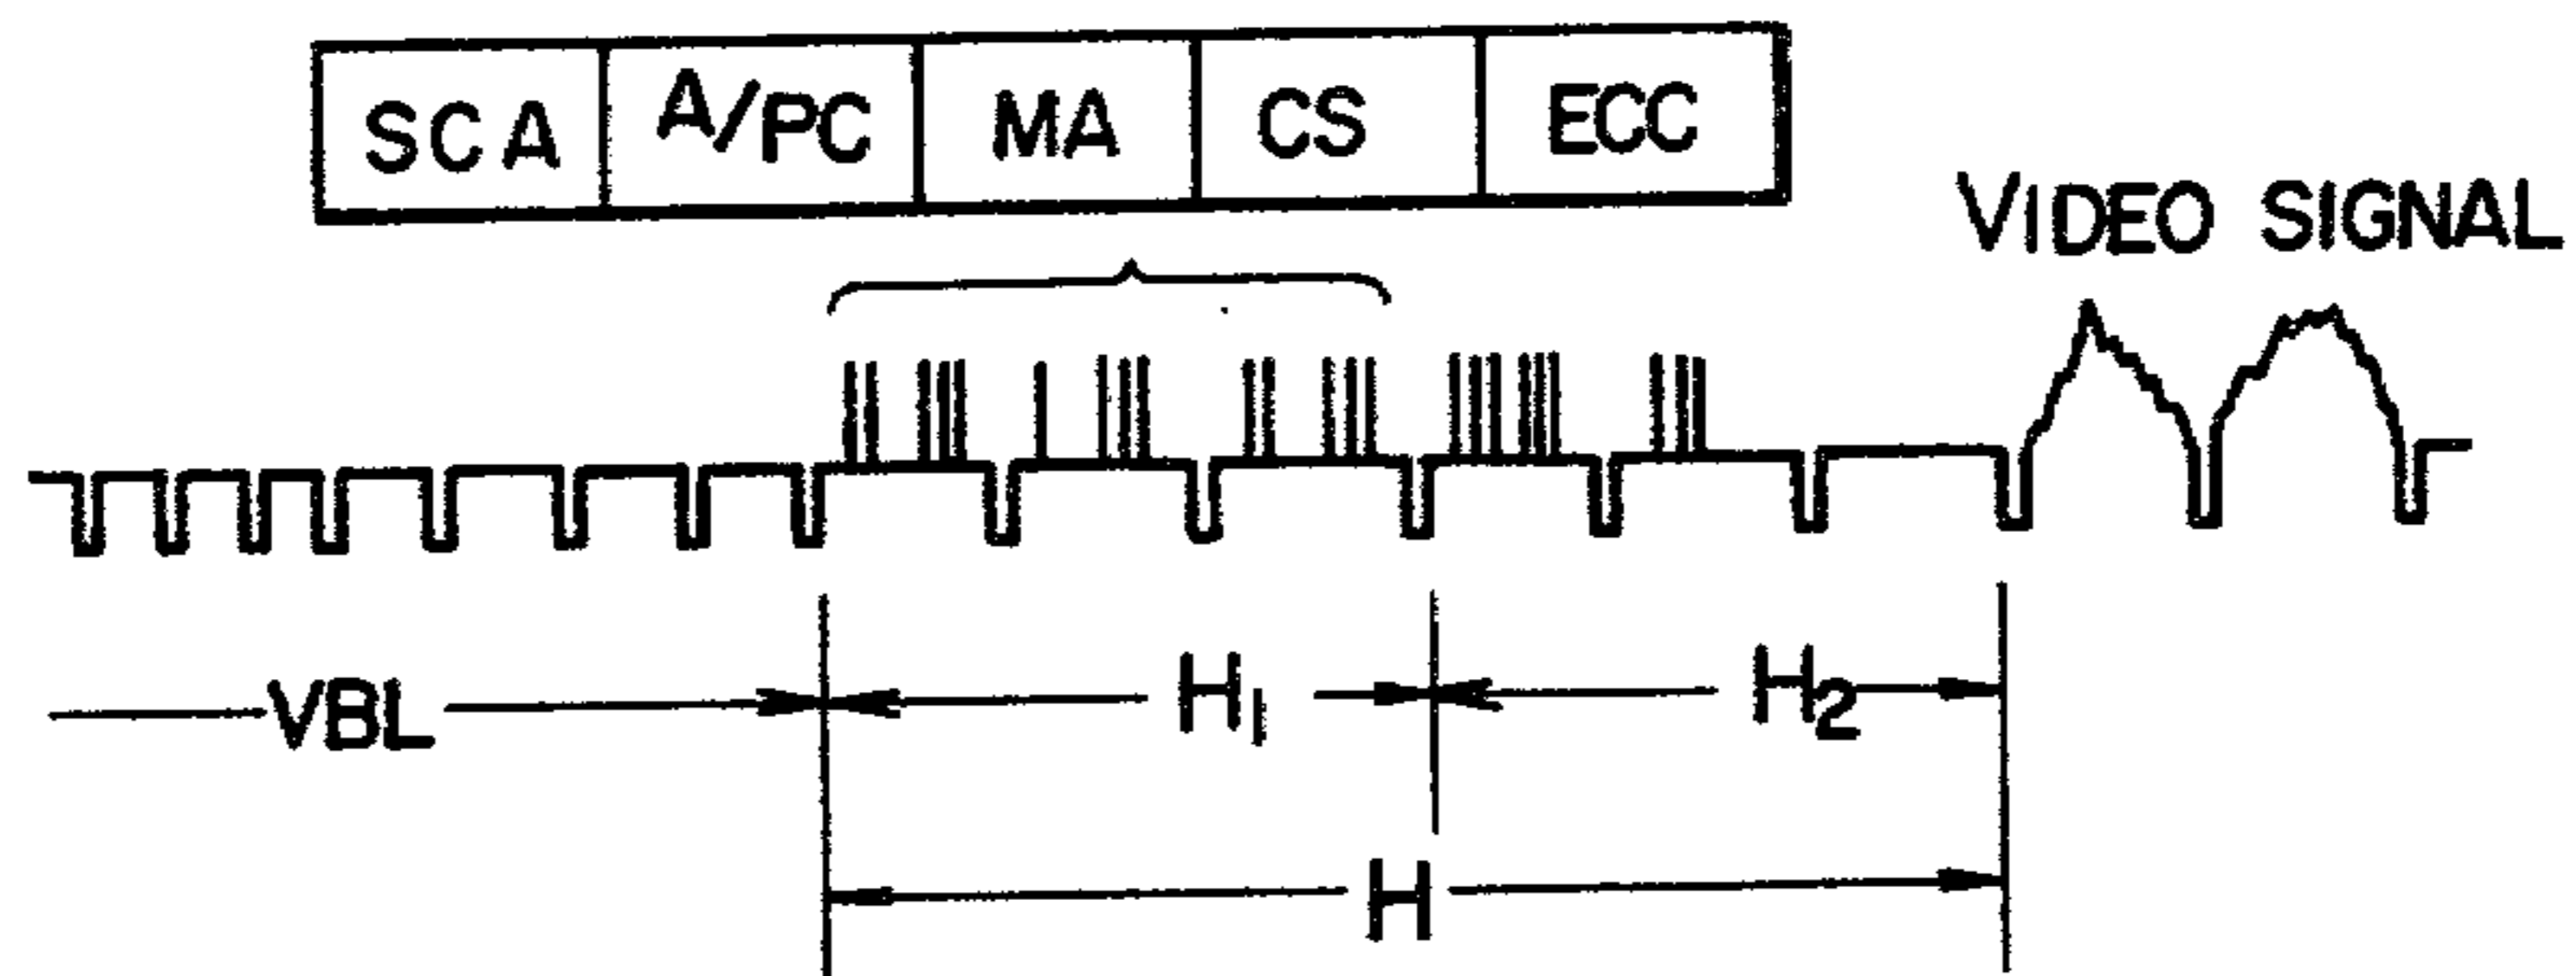 SCA A/PC MA CS ECC
VIDEO SIGNAL
VBL H₁ H₂
H